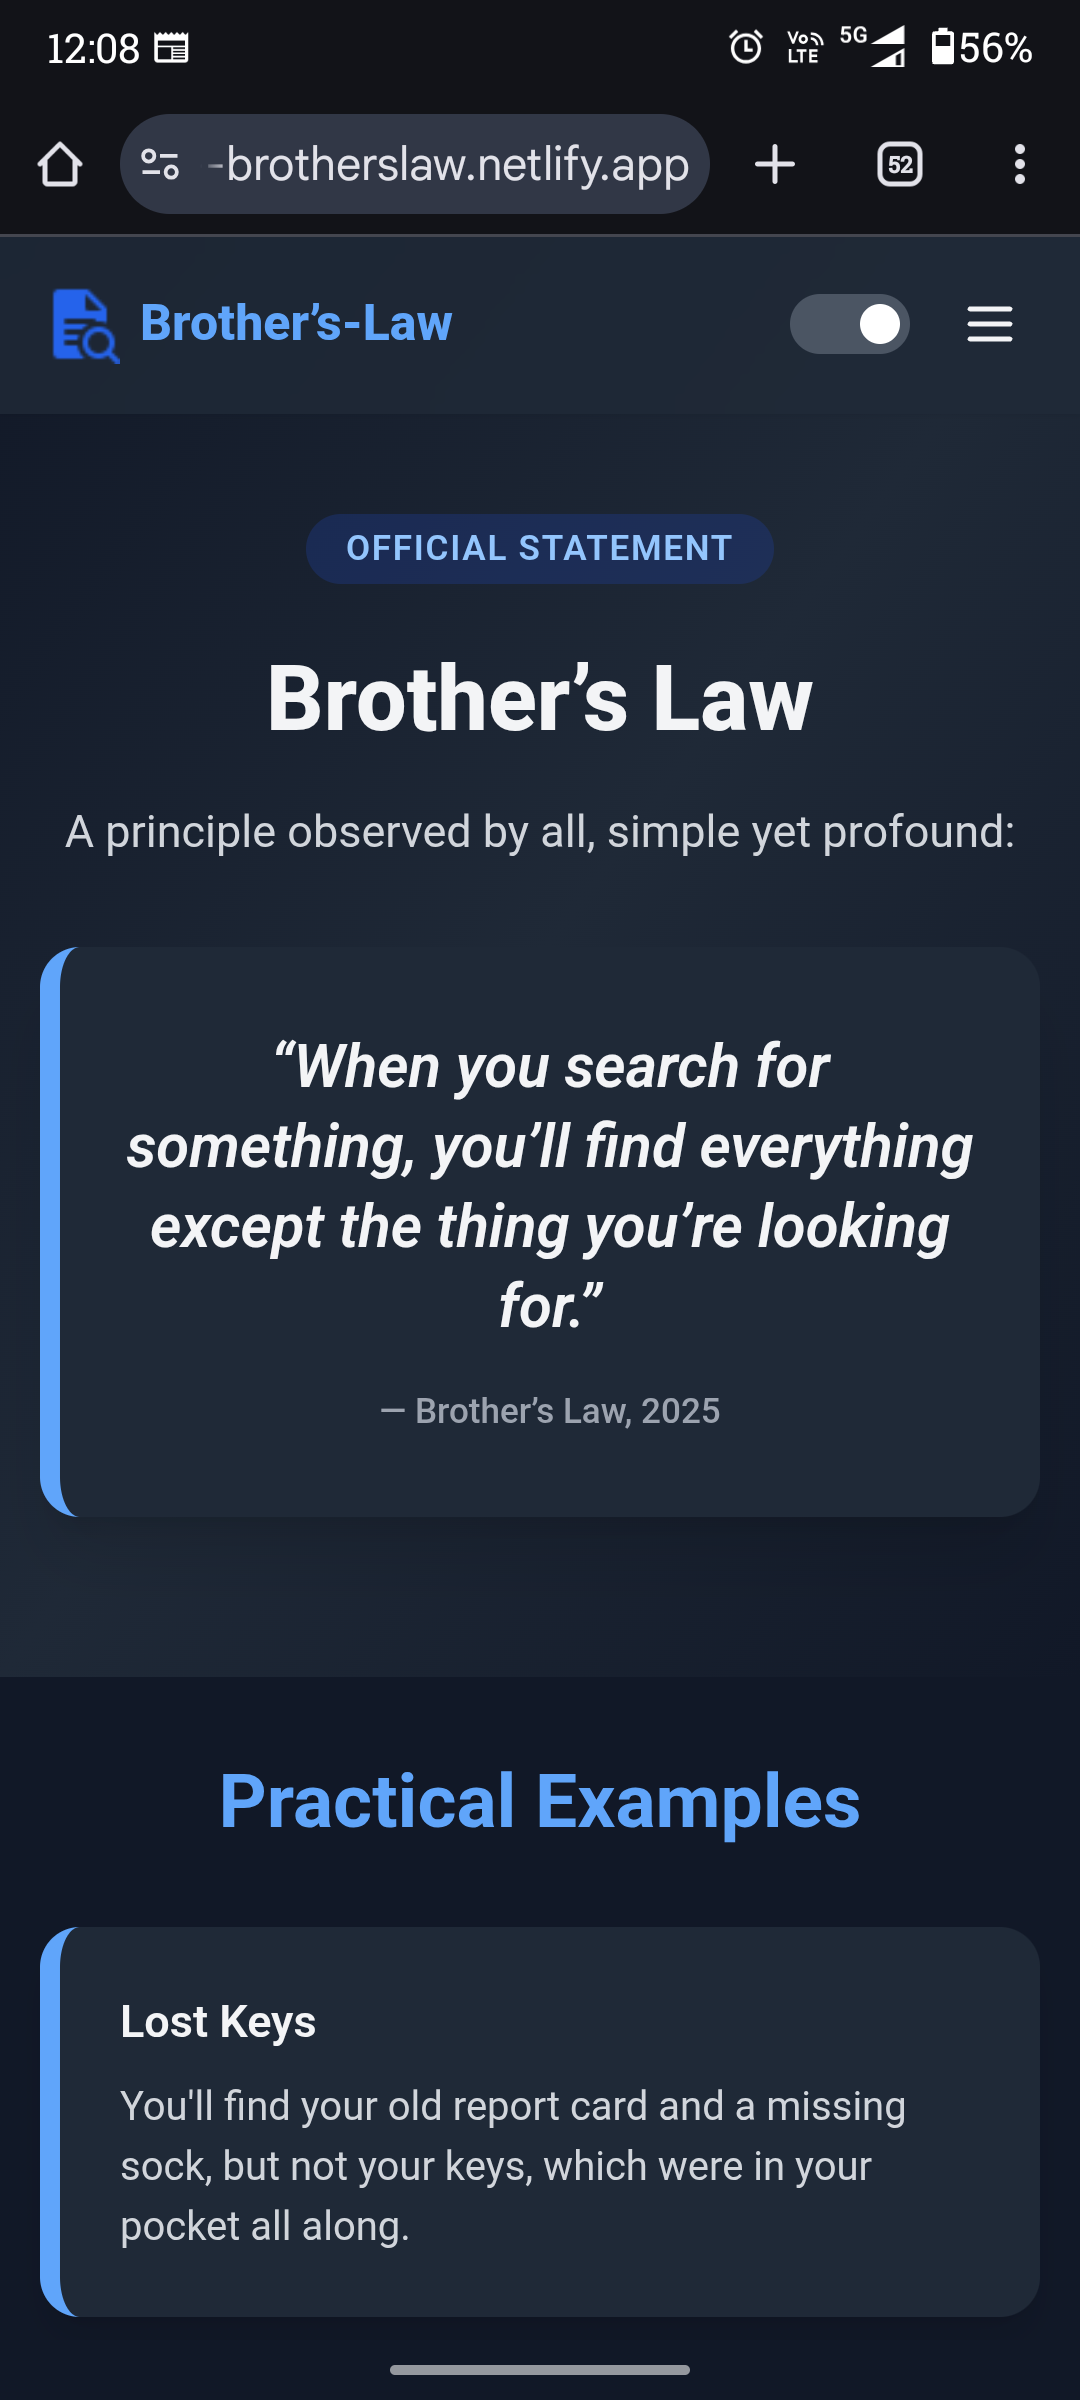 12:08
Vo
LTE
5G
56%
-brotherslaw.netlify.app
52
Brother’s-Law
OFFICIAL STATEMENT
Brother’s Law
A principle observed by all, simple yet profound:
“When you search for
something, you’ll find everything
except the thing you’re looking
for.”
— Brother’s Law, 2025
Practical Examples
Lost Keys
You'll find your old report card and a missing
sock, but not your keys, which were in your
pocket all along.